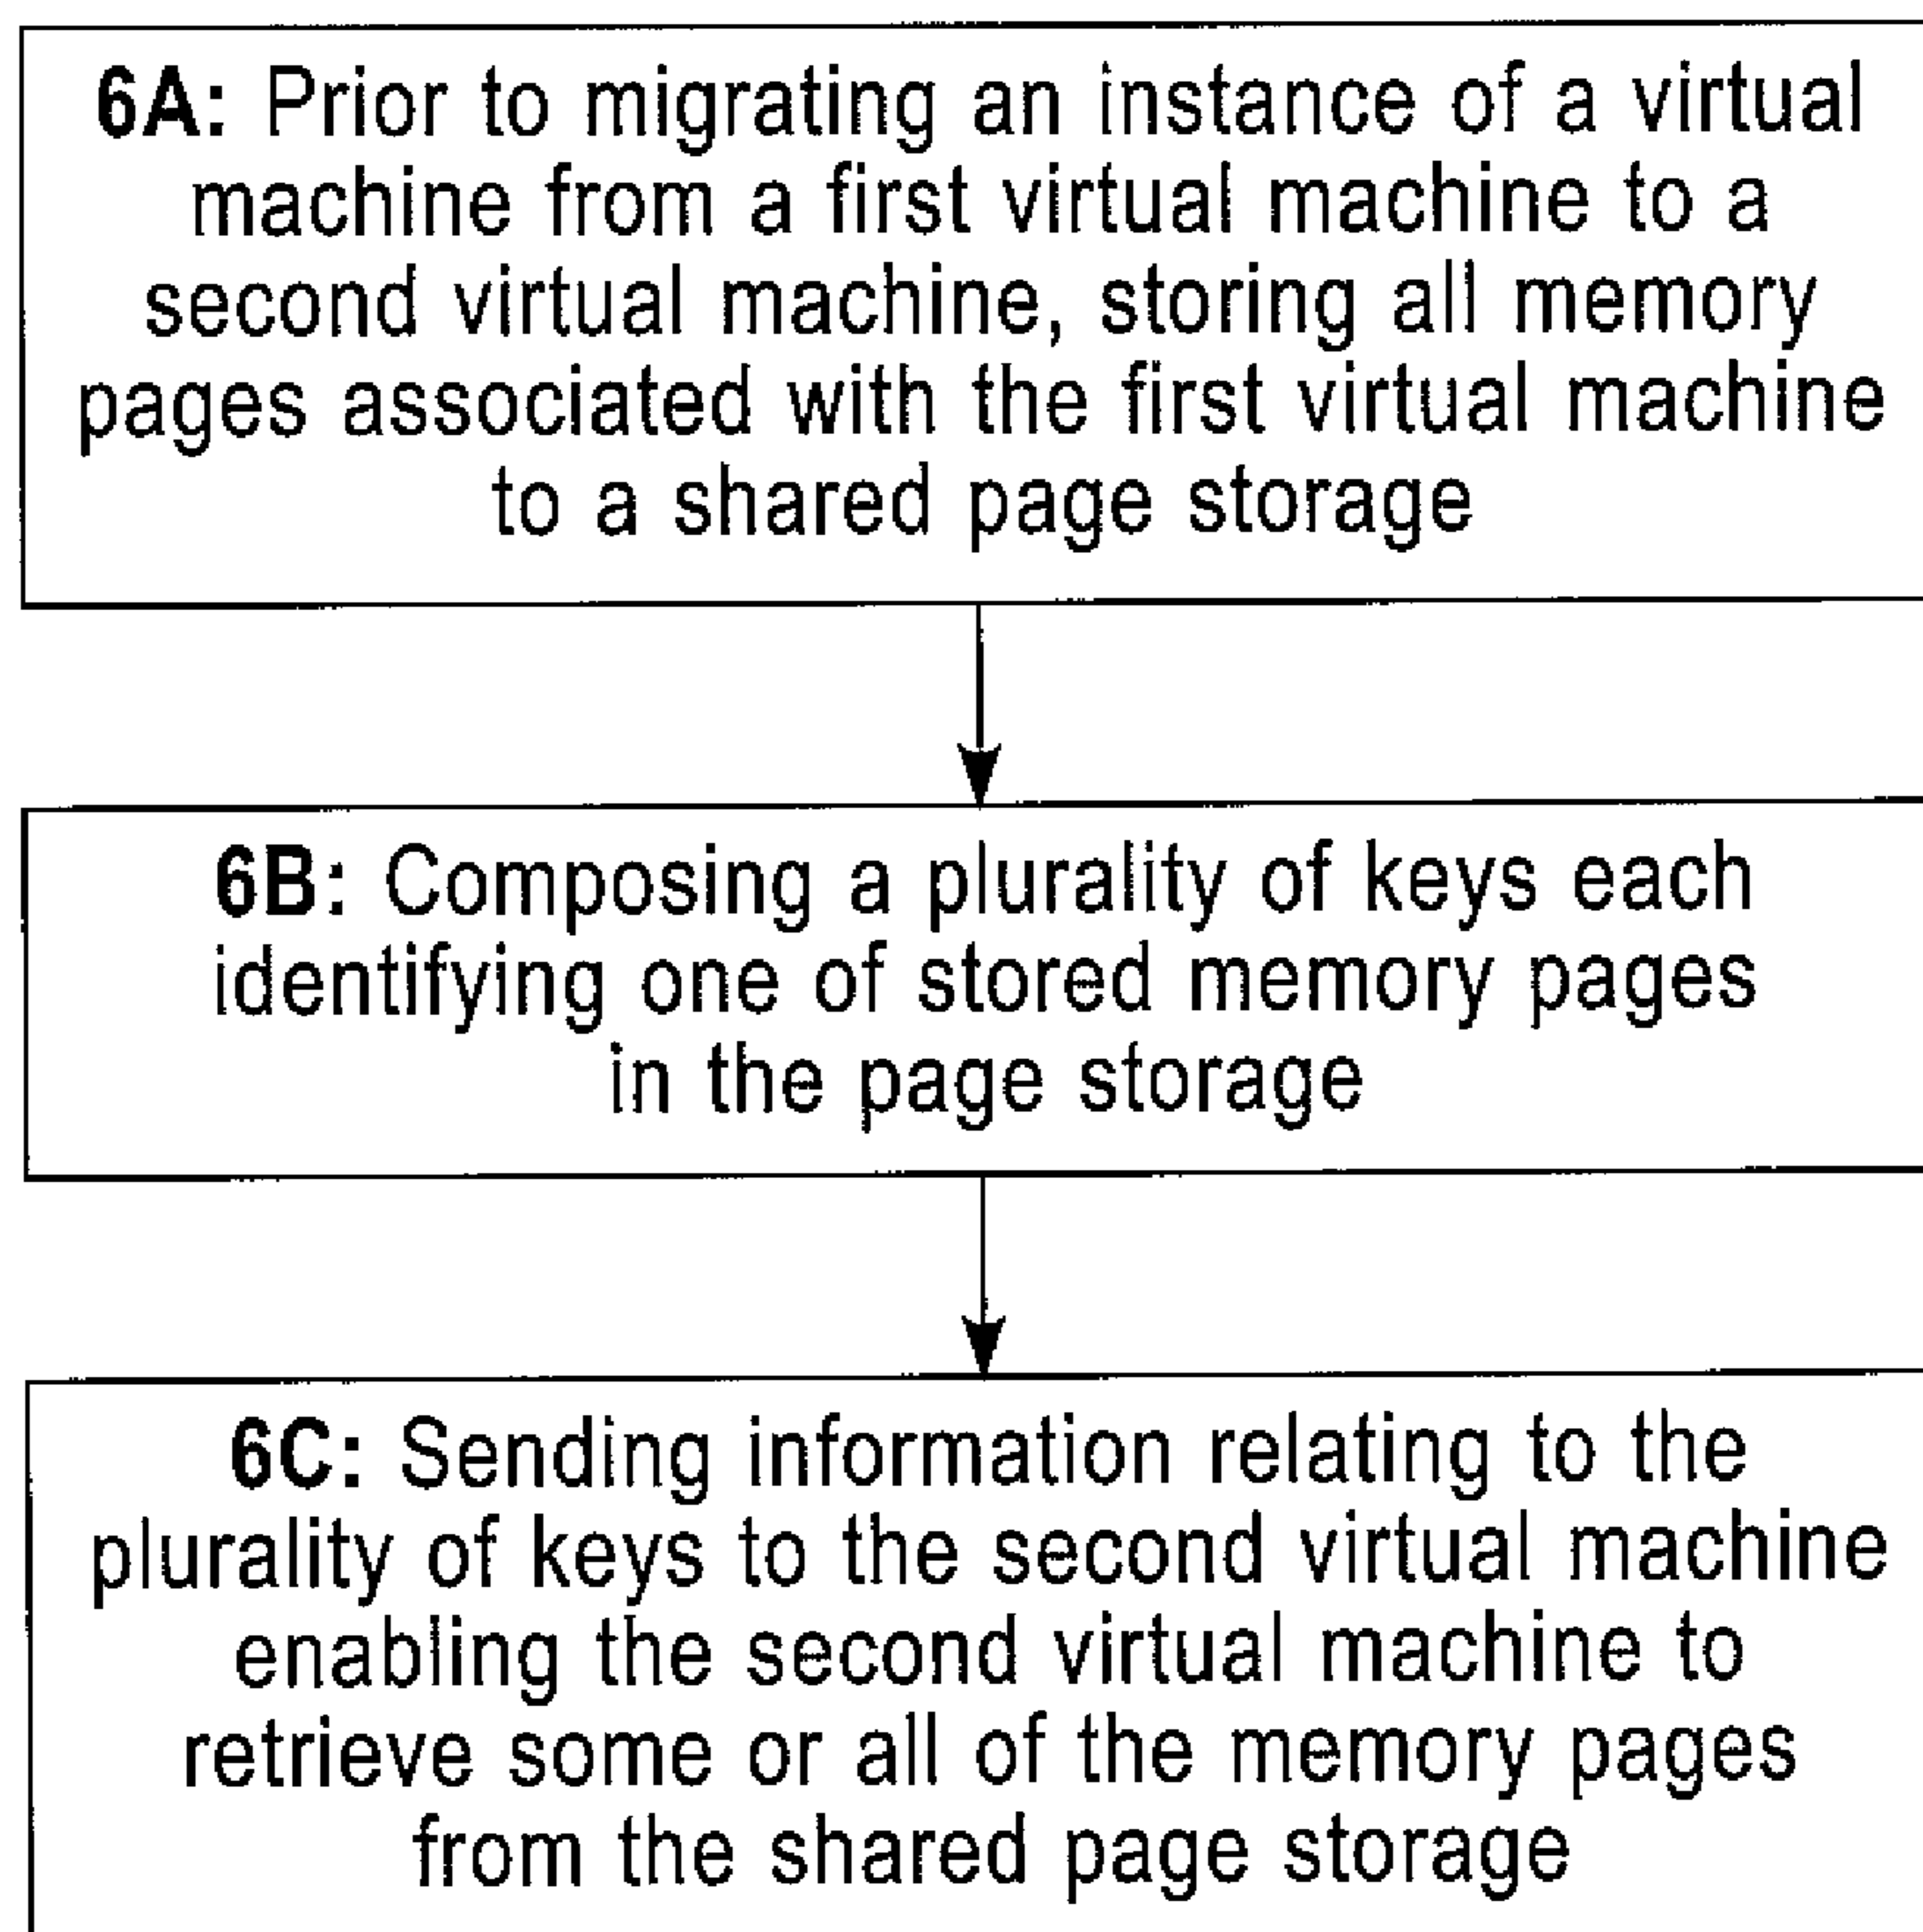 6A: Prior to migrating an instance of a virtual
machine from a first virtual machine to a
second virtual machine, storing all memory
pages associated with the first virtual machine
to a shared page storage
6B: Composing a plurality of keys each
identifying one of stored memory pages
in the page storage
6C: Sending information relating to the
plurality of keys to the second virtual machine
enabling the second virtual machine to
retrieve some or all of the memory pages
from the shared page storage